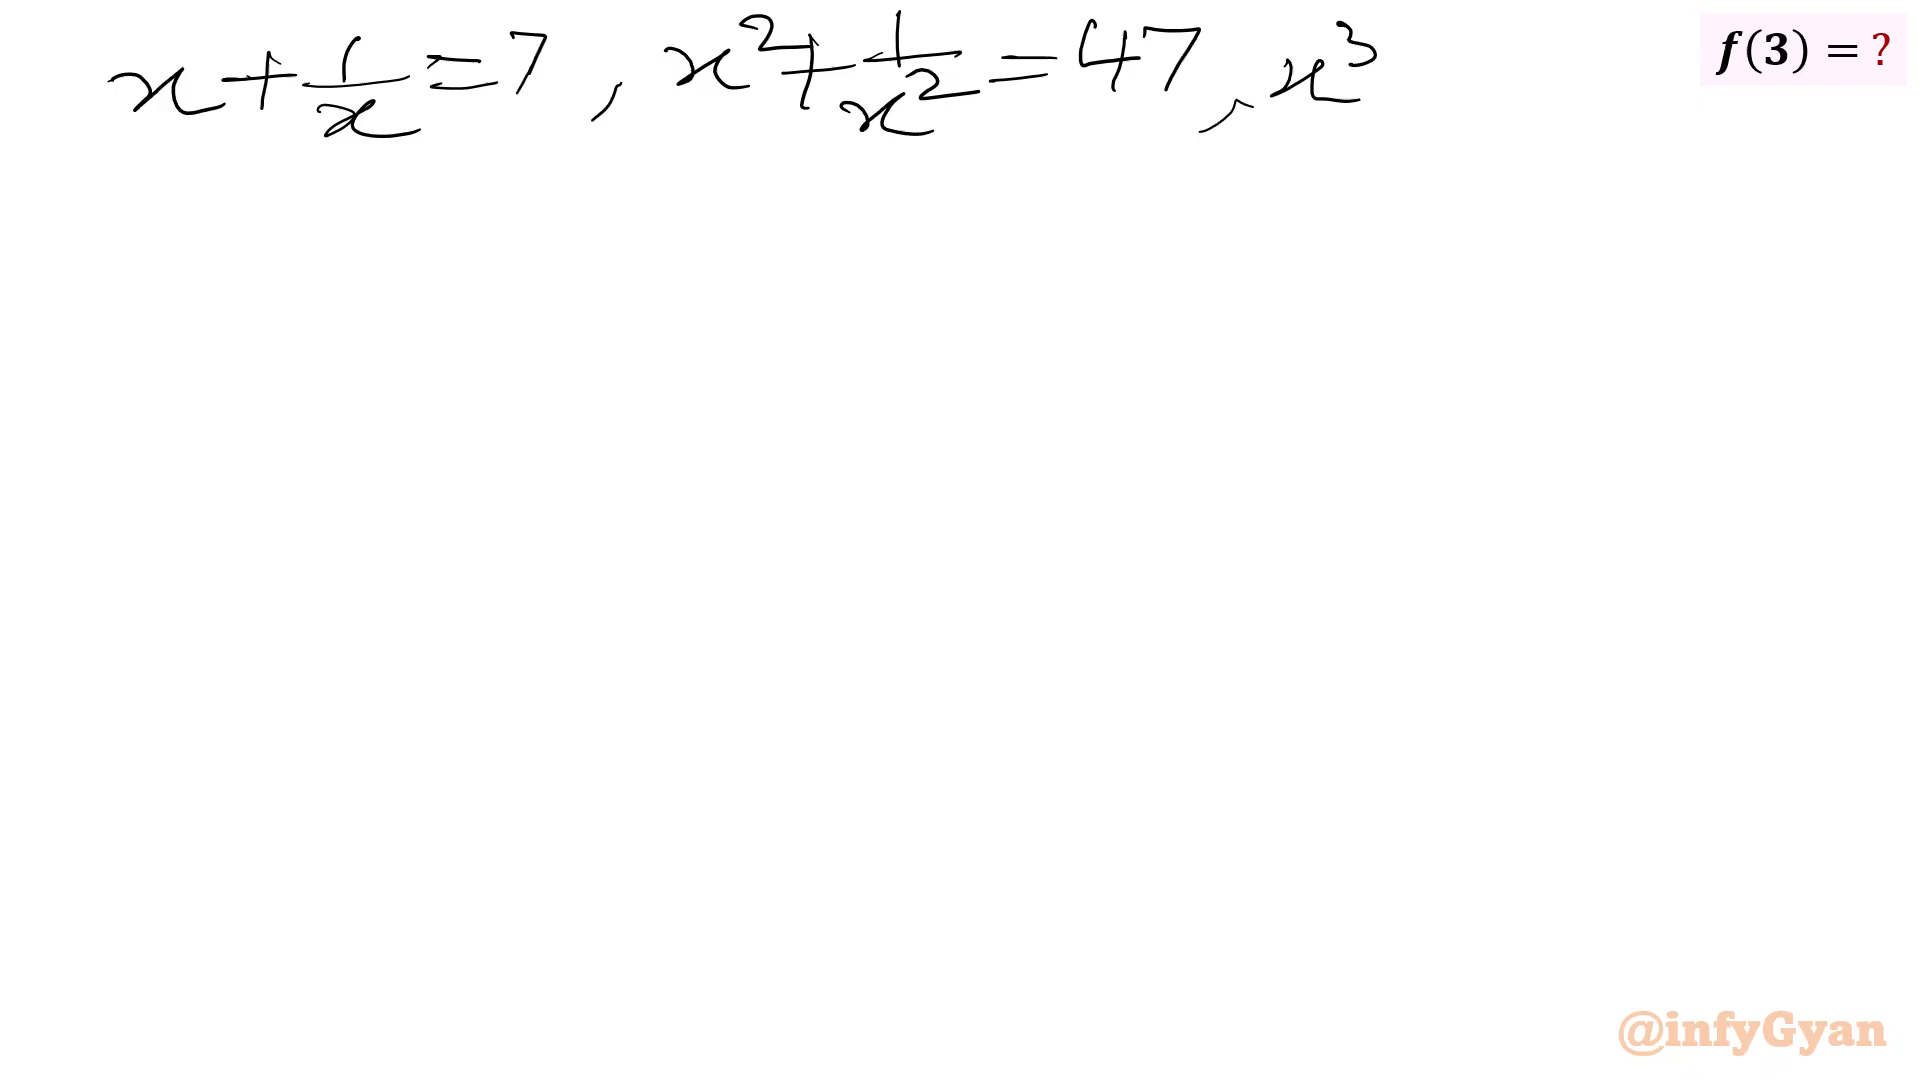 x + 1/x = 7 , x² + 1/x² = 47 , x³
f(3) = ?
@infyGyan